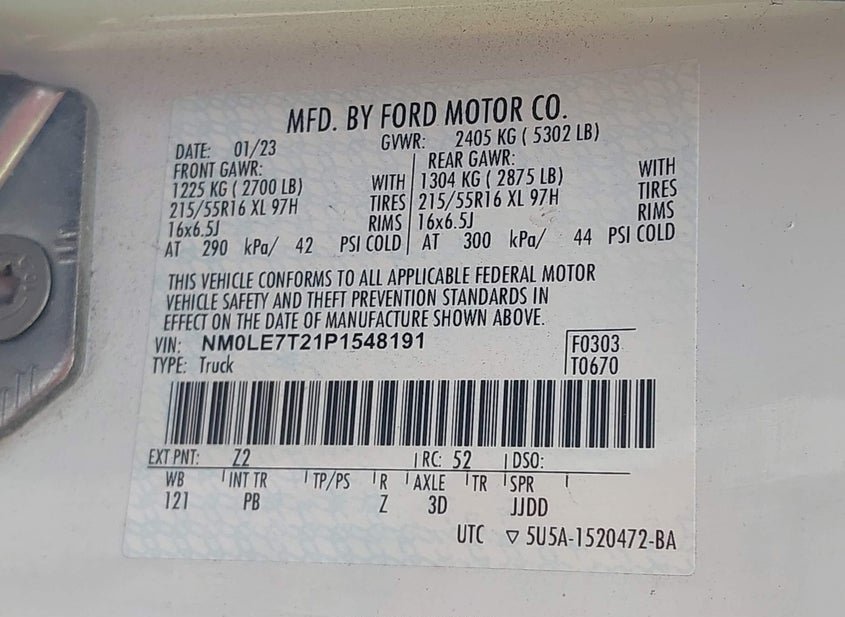 MFD. BY FORD MOTOR CO.
DATE: 01/23 GVWR: 2405 KG ( 5302 LB)
FRONT GAWR: REAR GAWR:
1225 KG ( 2700 LB) WITH 1304 KG ( 2875 LB) WITH
215/55R16 XL 97H TIRES 215/55R16 XL 97H TIRES
16x6.5J RIMS 16x6.5J RIMS
AT 290 kPa/ 42 PSI COLD AT 300 kPa/ 44 PSI COLD
THIS VEHICLE CONFORMS TO ALL APPLICABLE FEDERAL MOTOR
VEHICLE SAFETY AND THEFT PREVENTION STANDARDS IN
EFFECT ON THE DATE OF MANUFACTURE SHOWN ABOVE.
VIN: NM0LE7T21P1548191 F0303
TYPE: Truck T0670
EXT PNT: Z2 RC: 52 DSO:
WB INT TR TP/PS R AXLE TR SPR
121 PB Z 3D JJDD
UTC ▽ 5U5A-1520472-BA